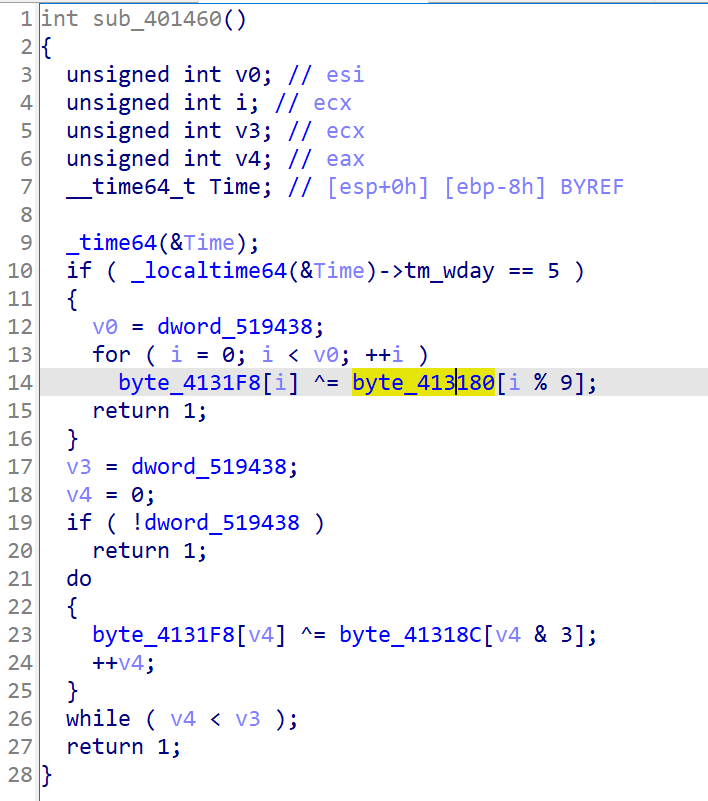 1 int sub_401460()
2 {
3   unsigned int v0; // esi
4   unsigned int i; // ecx
5   unsigned int v3; // ecx
6   unsigned int v4; // eax
7   __time64_t Time; // [esp+0h] [ebp-8h] BYREF
8
9   _time64(&Time);
10   if ( _localtime64(&Time)->tm_wday == 5 )
11   {
12     v0 = dword_519438;
13     for ( i = 0; i < v0; ++i )
14       byte_4131F8[i] ^= byte_413180[i % 9];
15     return 1;
16   }
17   v3 = dword_519438;
18   v4 = 0;
19   if ( !dword_519438 )
20     return 1;
21   do
22   {
23     byte_4131F8[v4] ^= byte_41318C[v4 & 3];
24     ++v4;
25   }
26   while ( v4 < v3 );
27   return 1;
28 }